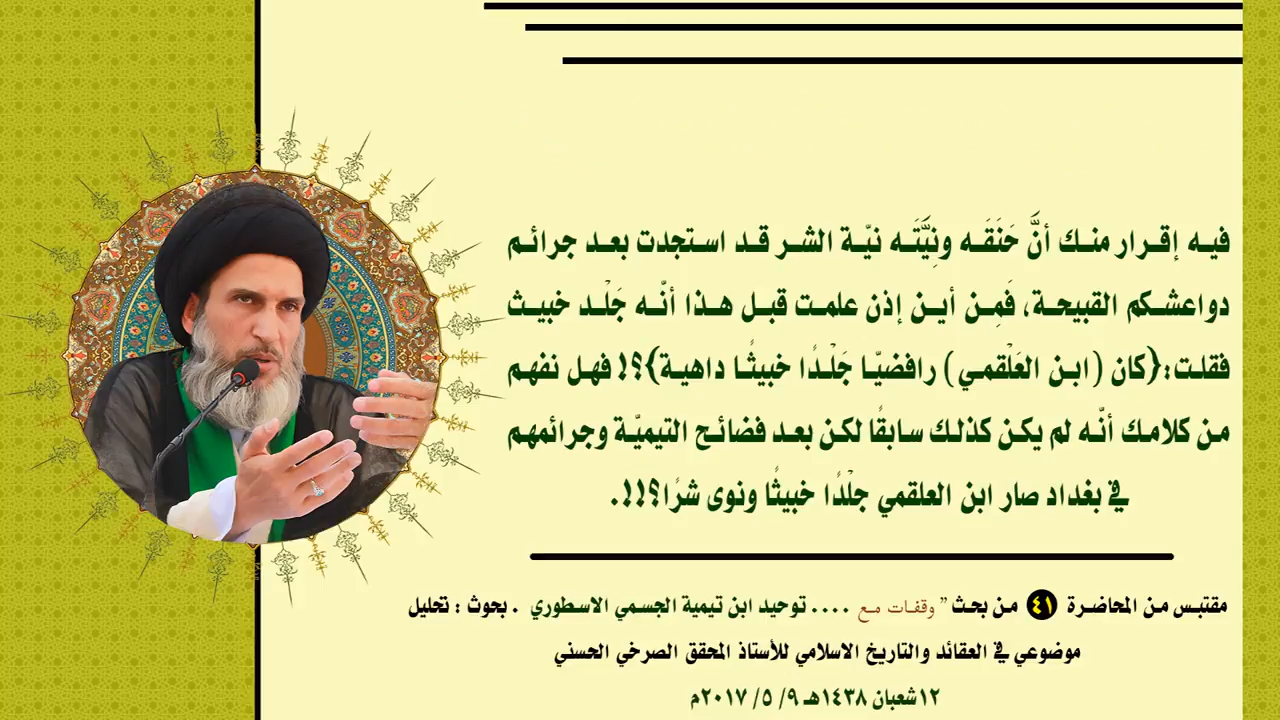 فيه إقرار منك أنَّ حَنَقَه ونِيَّتَه نيّة الشر قد استجدت بعد جرائم
دواعشكم القبيحة، فَمِن أين إذن علمت قبل هذا أنّه جَلْد خبيث
فقلت:{كان (ابن العَلْقمي) رافضيّا جَلْدًا خبيثًا داهية}؟! فهل نفهم
من كلامك أنّه لم يكن كذلك سابقًا لكن بعد فضائح التيميّة وجرائمهم
في بغداد صار ابن العلقمي جلْدًا خبيثًا ونوى شرًا؟!!.
مقتبس من المحاضرة ٤١ من بحث " وقفات مع .... توحيد ابن تيمية الجسمي الاسطوري . بحوث : تحليل
موضوعي في العقائد والتاريخ الاسلامي للأستاذ المحقق الصرخي الحسني
١٢شعبان ١٤٣٨هـ ٩/ ٥/ ٢٠١٧م